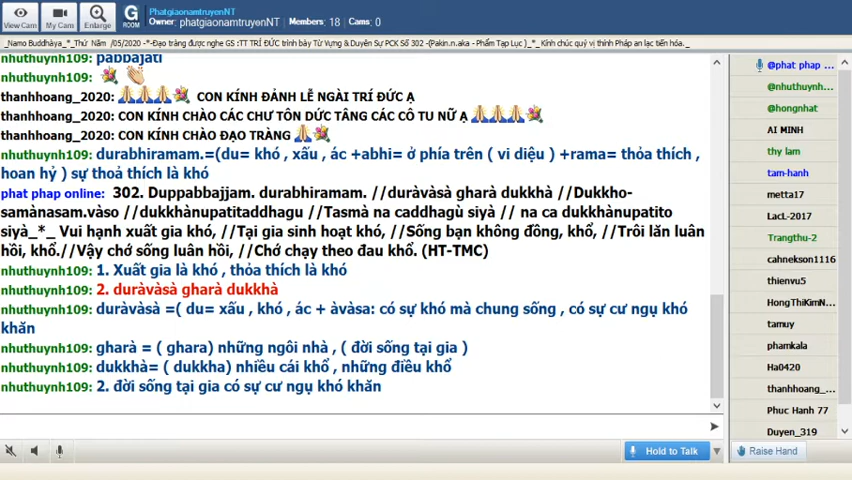 View Cam
My Cam
Enlarge
G
ROOM
PhatgiaonamtruyenNT
Owner: phatgiaonamtruyenNT Members: 18 Cams: 0
_Namo Buddhàya_*_Thứ Năm /05/2020 -*-Đạo tràng được nghe GS :TT TRÍ ĐỨC trình bày Từ Vựng &Duyên Sự PCK Số 302 -(Pakin.n.aka - Phẩm Tạp Lục )_*_ Kính chúc quý vị thính Pháp an lạc tiến hóa._
nhuthuynh109: pabbajati
nhuthuynh109:
thanhhoang_2020: CON KÍNH ĐẢNH LỄ NGÀI TRÍ ĐỨC Ạ
thanhhoang_2020: CON KÍNH CHÀO CÁC CHƯ TÔN DỨC TĂNG CÁC CÔ TU NỮ Ạ
thanhhoang_2020: CON KÍNH CHÀO ĐẠO TRÀNG
nhuthuynh109: durabhiramam.=(du= khó , xấu , ác +abhi= ở phía trên ( vi diệu ) +rama= thỏa thích ,
hoan hỷ ) sự thoả thích là khó
phat phap online: 302. Duppabbajjam. durabhiramam. //duràvàsà gharà dukkhà //Dukkho-
samànasam.vàso //dukkhànupatitaddhagu //Tasmà na caddhagù siyà // na ca dukkhànupatito
siyà_*_ Vui hạnh xuất gia khó, //Tại gia sinh hoạt khó, //Sống bạn không đồng, khổ, //Trôi lăn luân
hồi, khổ.//Vậy chớ sống luân hồi, //Chớ chạy theo đau khổ. (HT-TMC)
nhuthuynh109: 1. Xuất gia là khó , thỏa thích là khó
nhuthuynh109: 2. duràvàsà gharà dukkhà
nhuthuynh109: duràvàsà =( du= xấu , khó , ác + àvàsa: có sự khó mà chung sống , có sự cư ngụ khó
khăn
nhuthuynh109: gharà = ( ghara) những ngôi nhà , ( đời sống tại gia )
nhuthuynh109: dukkhà= ( dukkha) nhiều cái khổ , những điều khổ
nhuthuynh109: 2. đời sống tại gia có sự cư ngụ khó khăn
@phat phap ...
@nhuthuynh...
@hongnhat
AI MINH
thy lam
tam-hanh
metta17
LacL-2017
Trangthu-2
cahnekson1116
thienvu5
HongThiKimN...
tamuy
phamkala
Ha0420
thanhhoang_...
Phuc Hanh 77
Duyen_319
Hold to Talk
Raise Hand